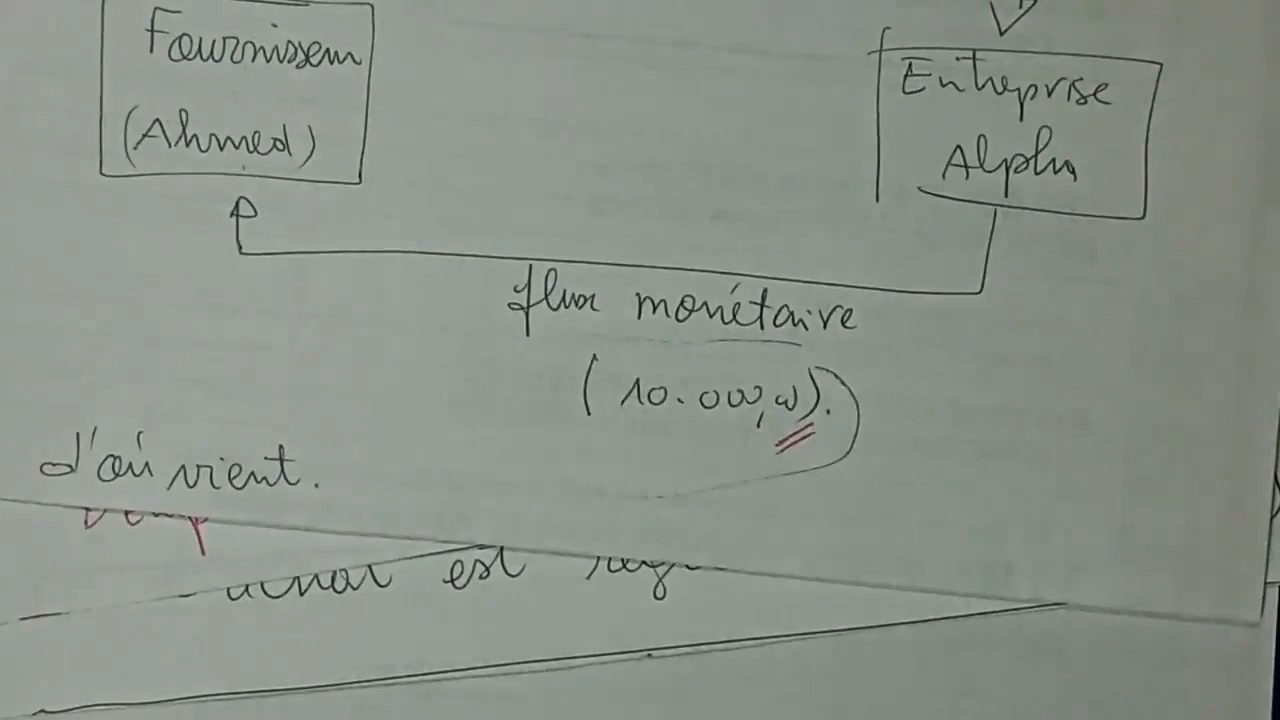 Fournisseur
(Ahmed)
Entreprise
Alpha
flux monétaire
(10.000,00).
d'où vient.
est